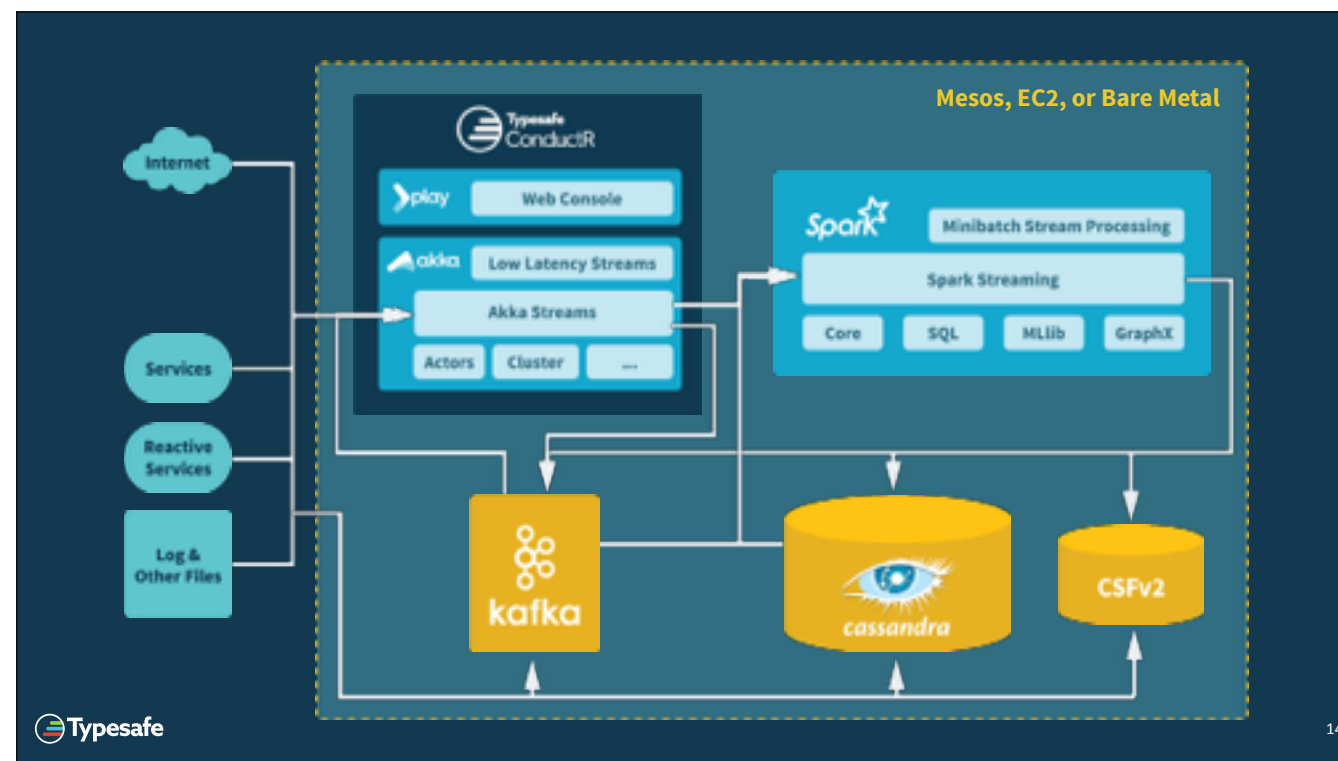 Mesos, EC2, or Bare Metal
Typesafe
ConductR
Internet
play
Web Console
akka
Low Latency Streams
Akka Streams
Actors
Cluster
....
Spark
Minibatch Stream Processing
Spark Streaming
Core
SQL
MLlib
GraphX
Services
Reactive
Services
Log &
Other Files
kafka
cassandra
CSFv2
Typesafe
14